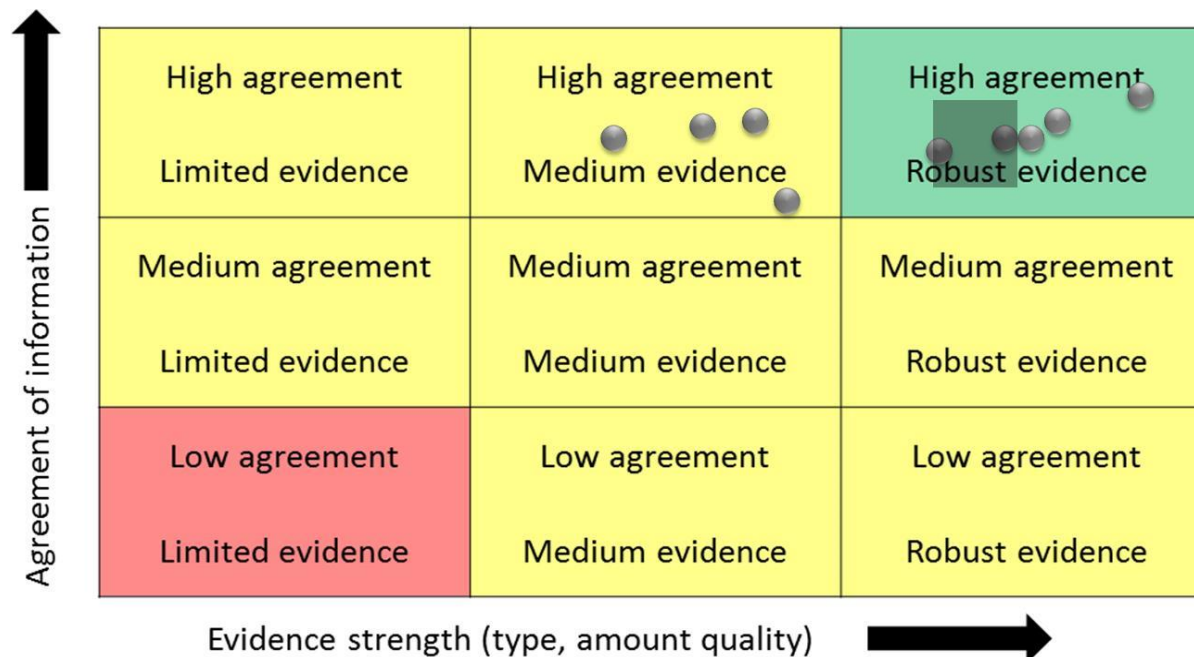 Agreement of information
High agreement
Limited evidence
High agreement
Medium evidence
High agreement
Robust evidence
Medium agreement
Limited evidence
Medium agreement
Medium evidence
Medium agreement
Robust evidence
Low agreement
Limited evidence
Low agreement
Medium evidence
Low agreement
Robust evidence
Evidence strength (type, amount quality)